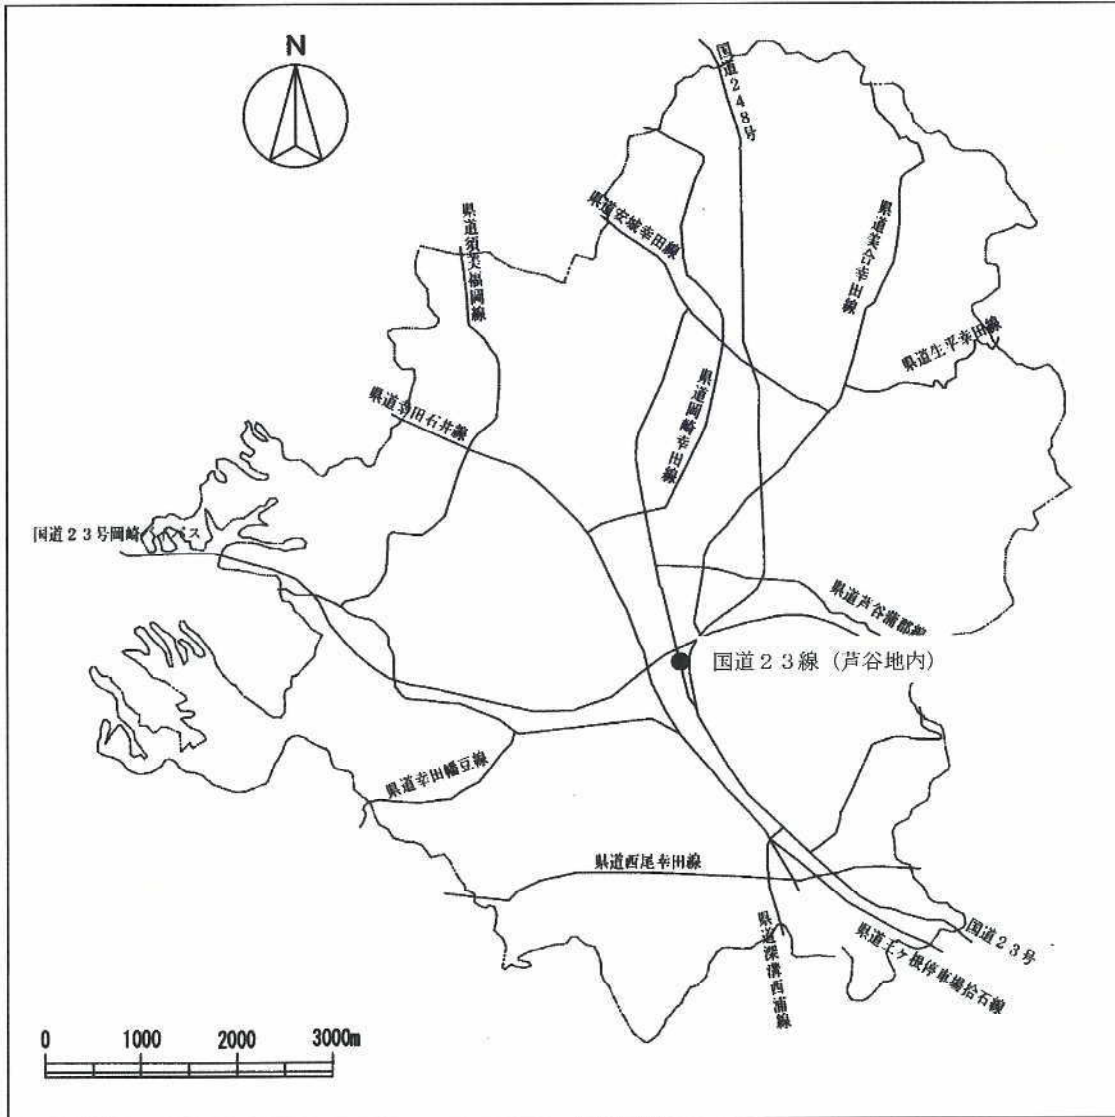 N
国道248号
県道安城幸田線
県道須美福岡線
県道美合幸田線
県道生平幸田線
県道幸田石井線
県道岡崎幸田線
国道23号岡崎バイパス
県道芦谷蒲郡線
国道23線（芦谷地内）
県道幸田幡豆線
県道西尾幸田線
県道深溝西浦線
国道23号
県道三ケ根停車場拾石線
0 1000 2000 3000m